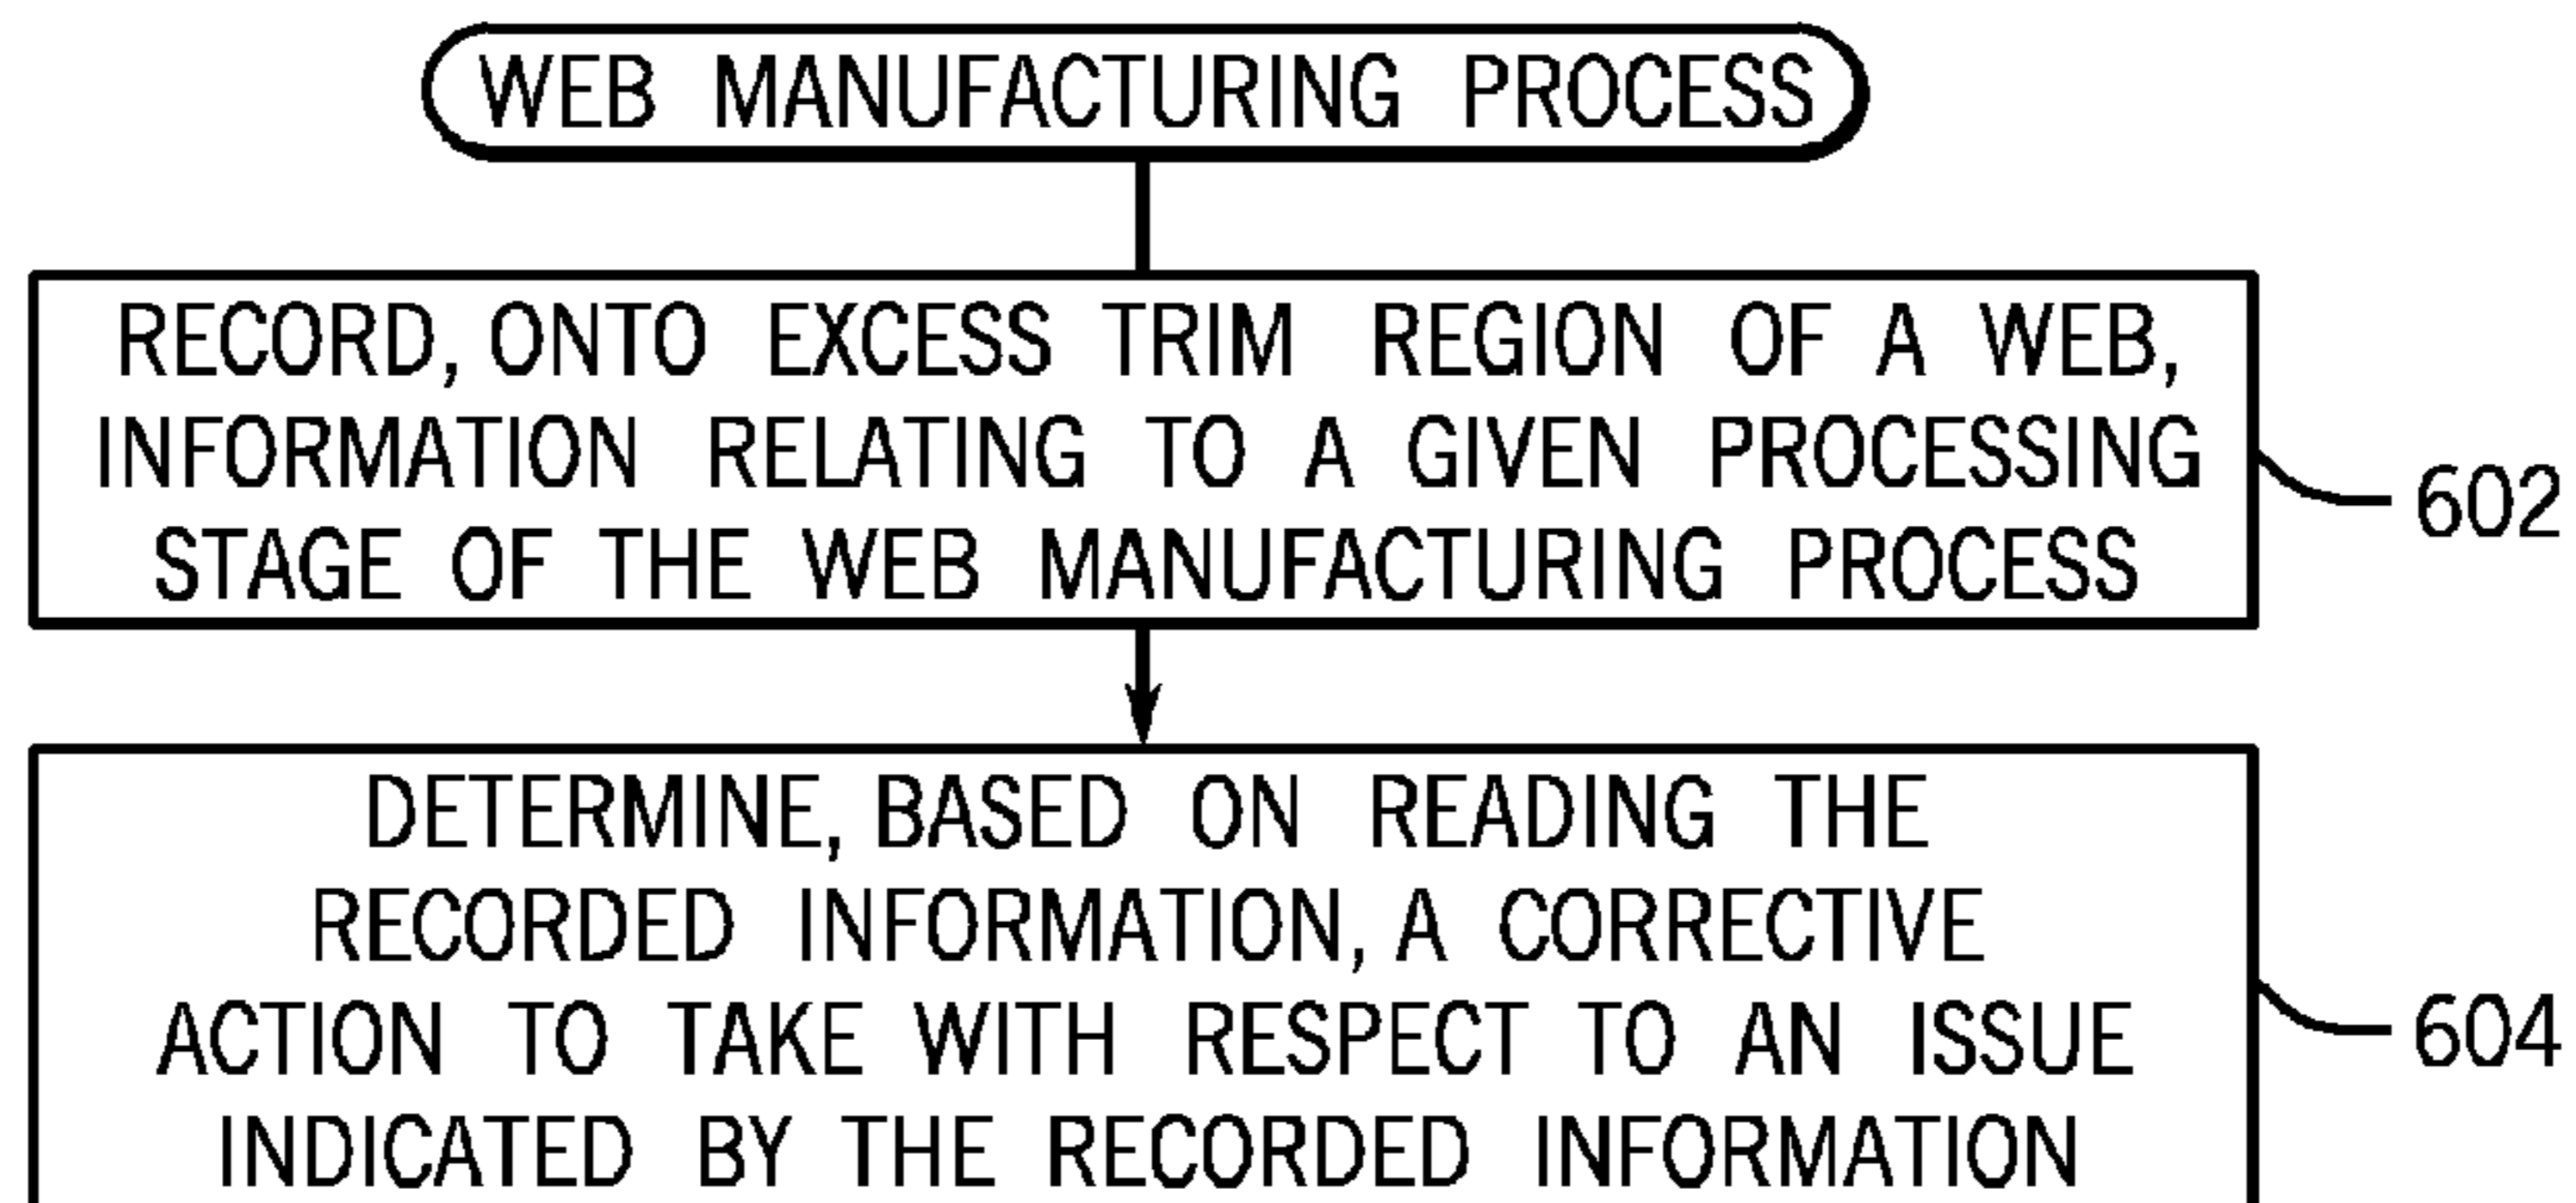 WEB MANUFACTURING PROCESS
RECORD, ONTO EXCESS TRIM REGION OF A WEB,
INFORMATION RELATING TO A GIVEN PROCESSING
STAGE OF THE WEB MANUFACTURING PROCESS
602
DETERMINE, BASED ON READING THE
RECORDED INFORMATION, A CORRECTIVE
ACTION TO TAKE WITH RESPECT TO AN ISSUE
INDICATED BY THE RECORDED INFORMATION
604